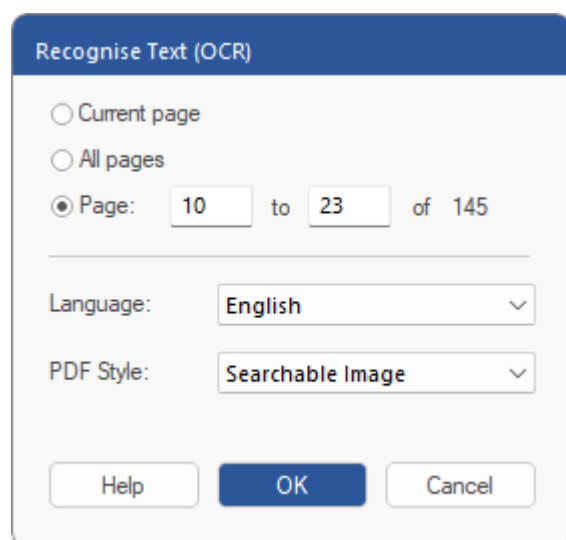 Recognise Text (OCR)
Current page
All pages
Page: 10 to 23 of 145
Language: English
PDF Style: Searchable Image
Help OK Cancel